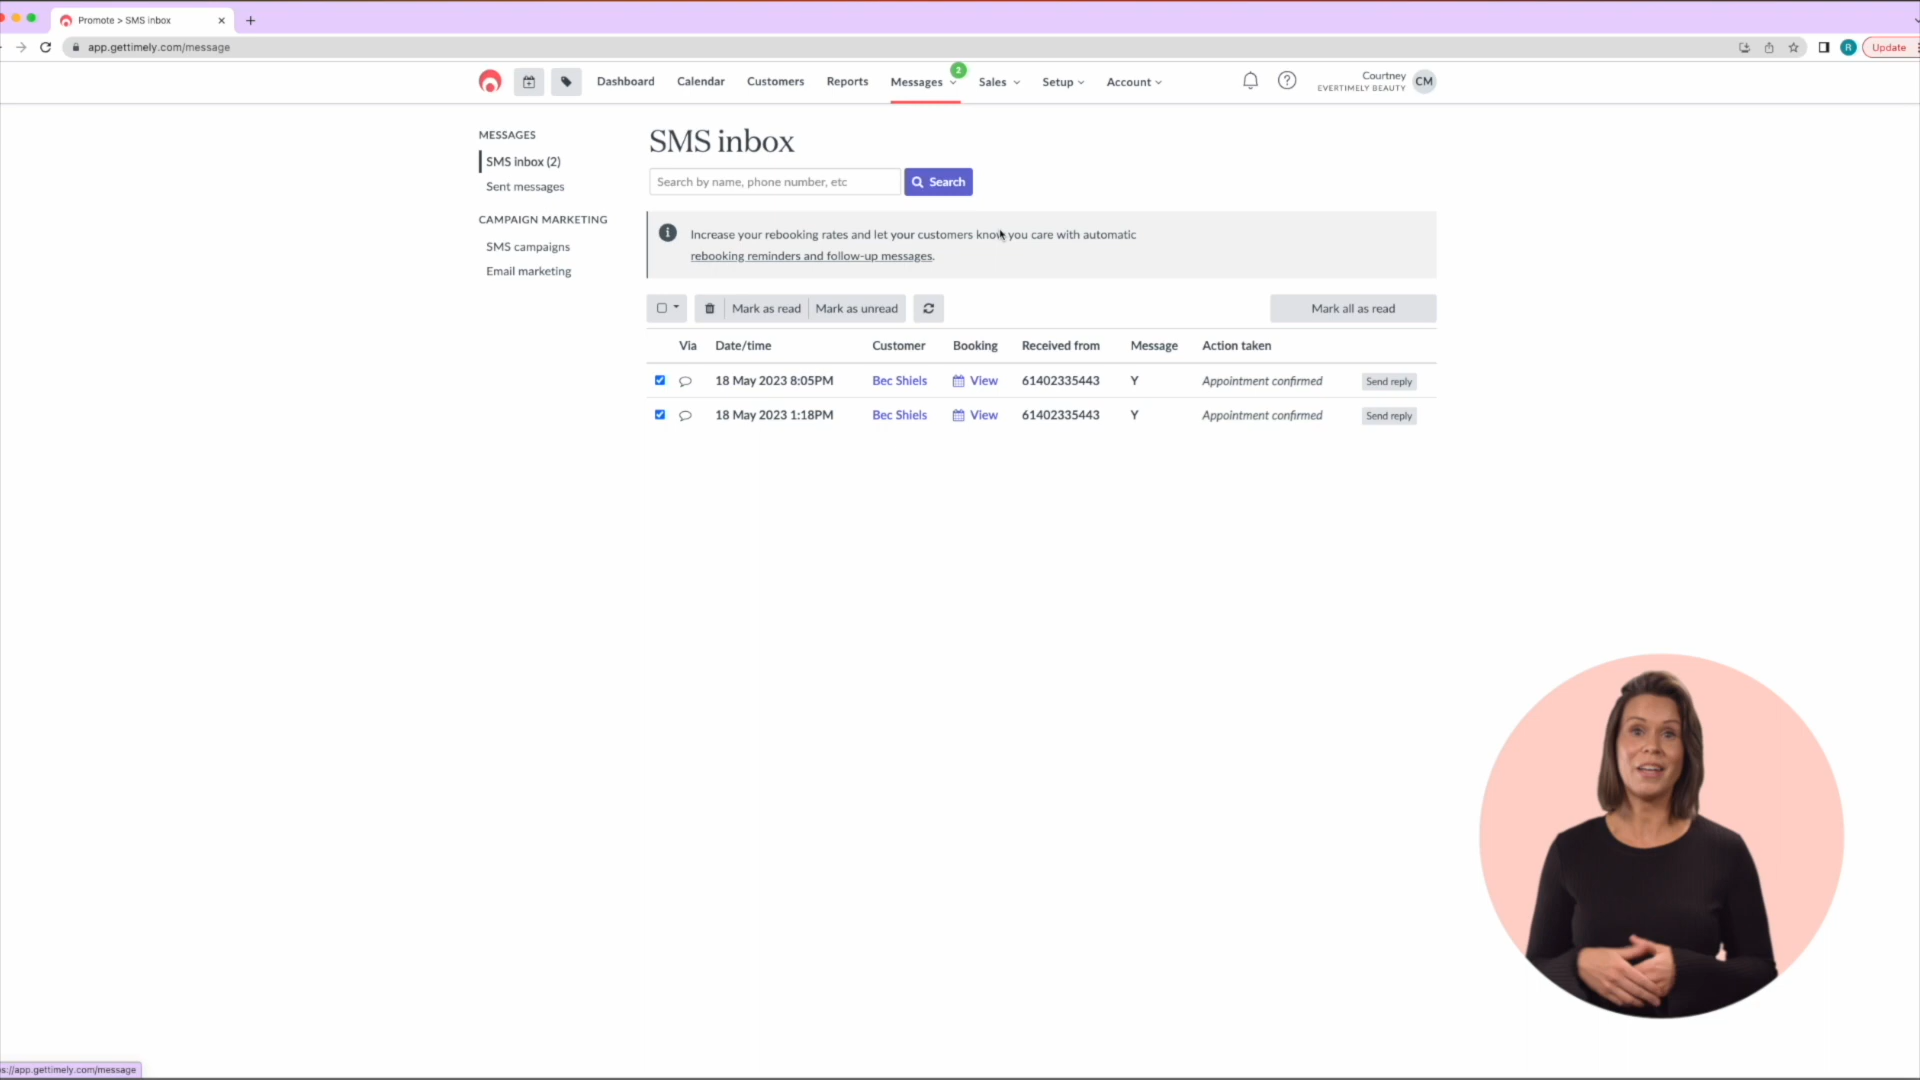 Promote > SMS inbox
app.gettimely.com/message
R
Update
Dashboard
Calendar
Customers
Reports
Messages
2
Sales
Setup
Account
Courtney
EVERTIMELY BEAUTY
CM
MESSAGES
SMS inbox (2)
Sent messages
CAMPAIGN MARKETING
SMS campaigns
Email marketing
SMS inbox
Search by name, phone number, etc
Search
Increase your rebooking rates and let your customers know you care with automatic
rebooking reminders and follow-up messages.
Mark as read
Mark as unread
Mark all as read
Via Date/time Customer Booking Received from Message Action taken
18 May 2023 8:05PM Bec Shiels View 61402335443 Y Appointment confirmed Send reply
18 May 2023 1:18PM Bec Shiels View 61402335443 Y Appointment confirmed Send reply
s://app.gettimely.com/message